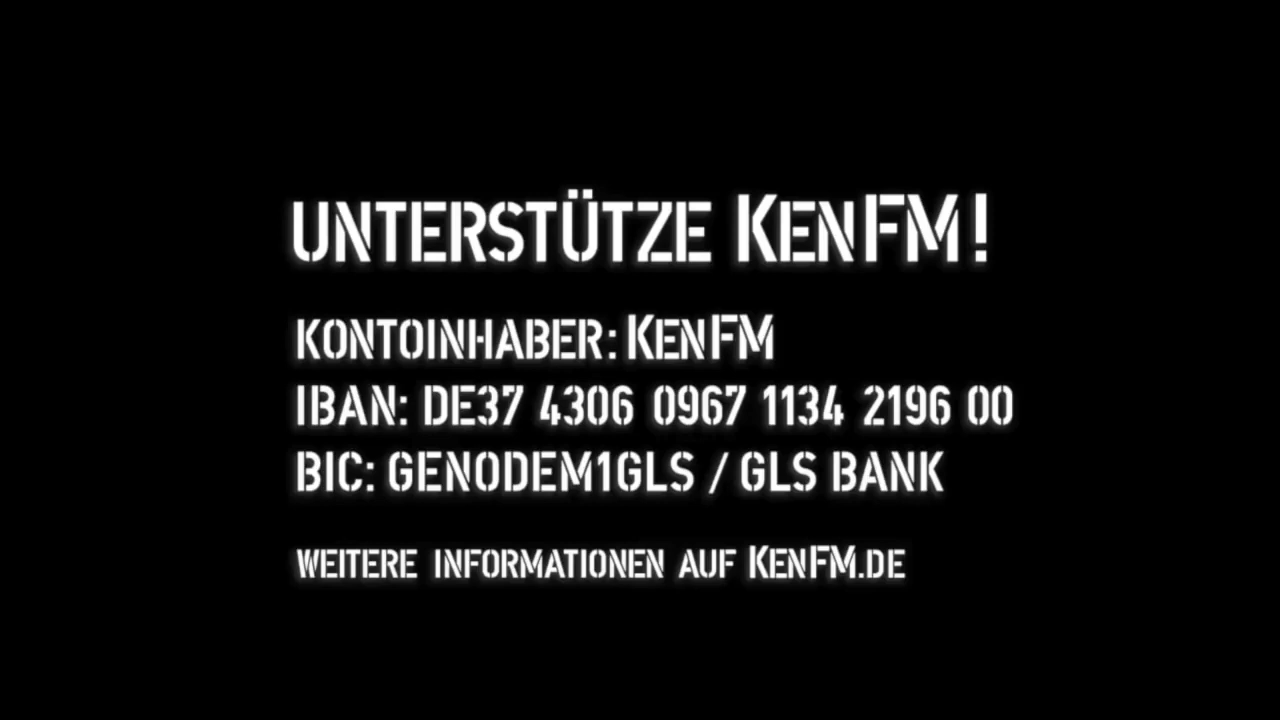 UNTERSTÜTZE KENFM!
KONTOINHABER: KENFM
IBAN: DE37 4306 0967 1134 2196 00
BIC: GENODEM1GLS / GLS BANK
WEITERE INFORMATIONEN AUF KENFM.DE